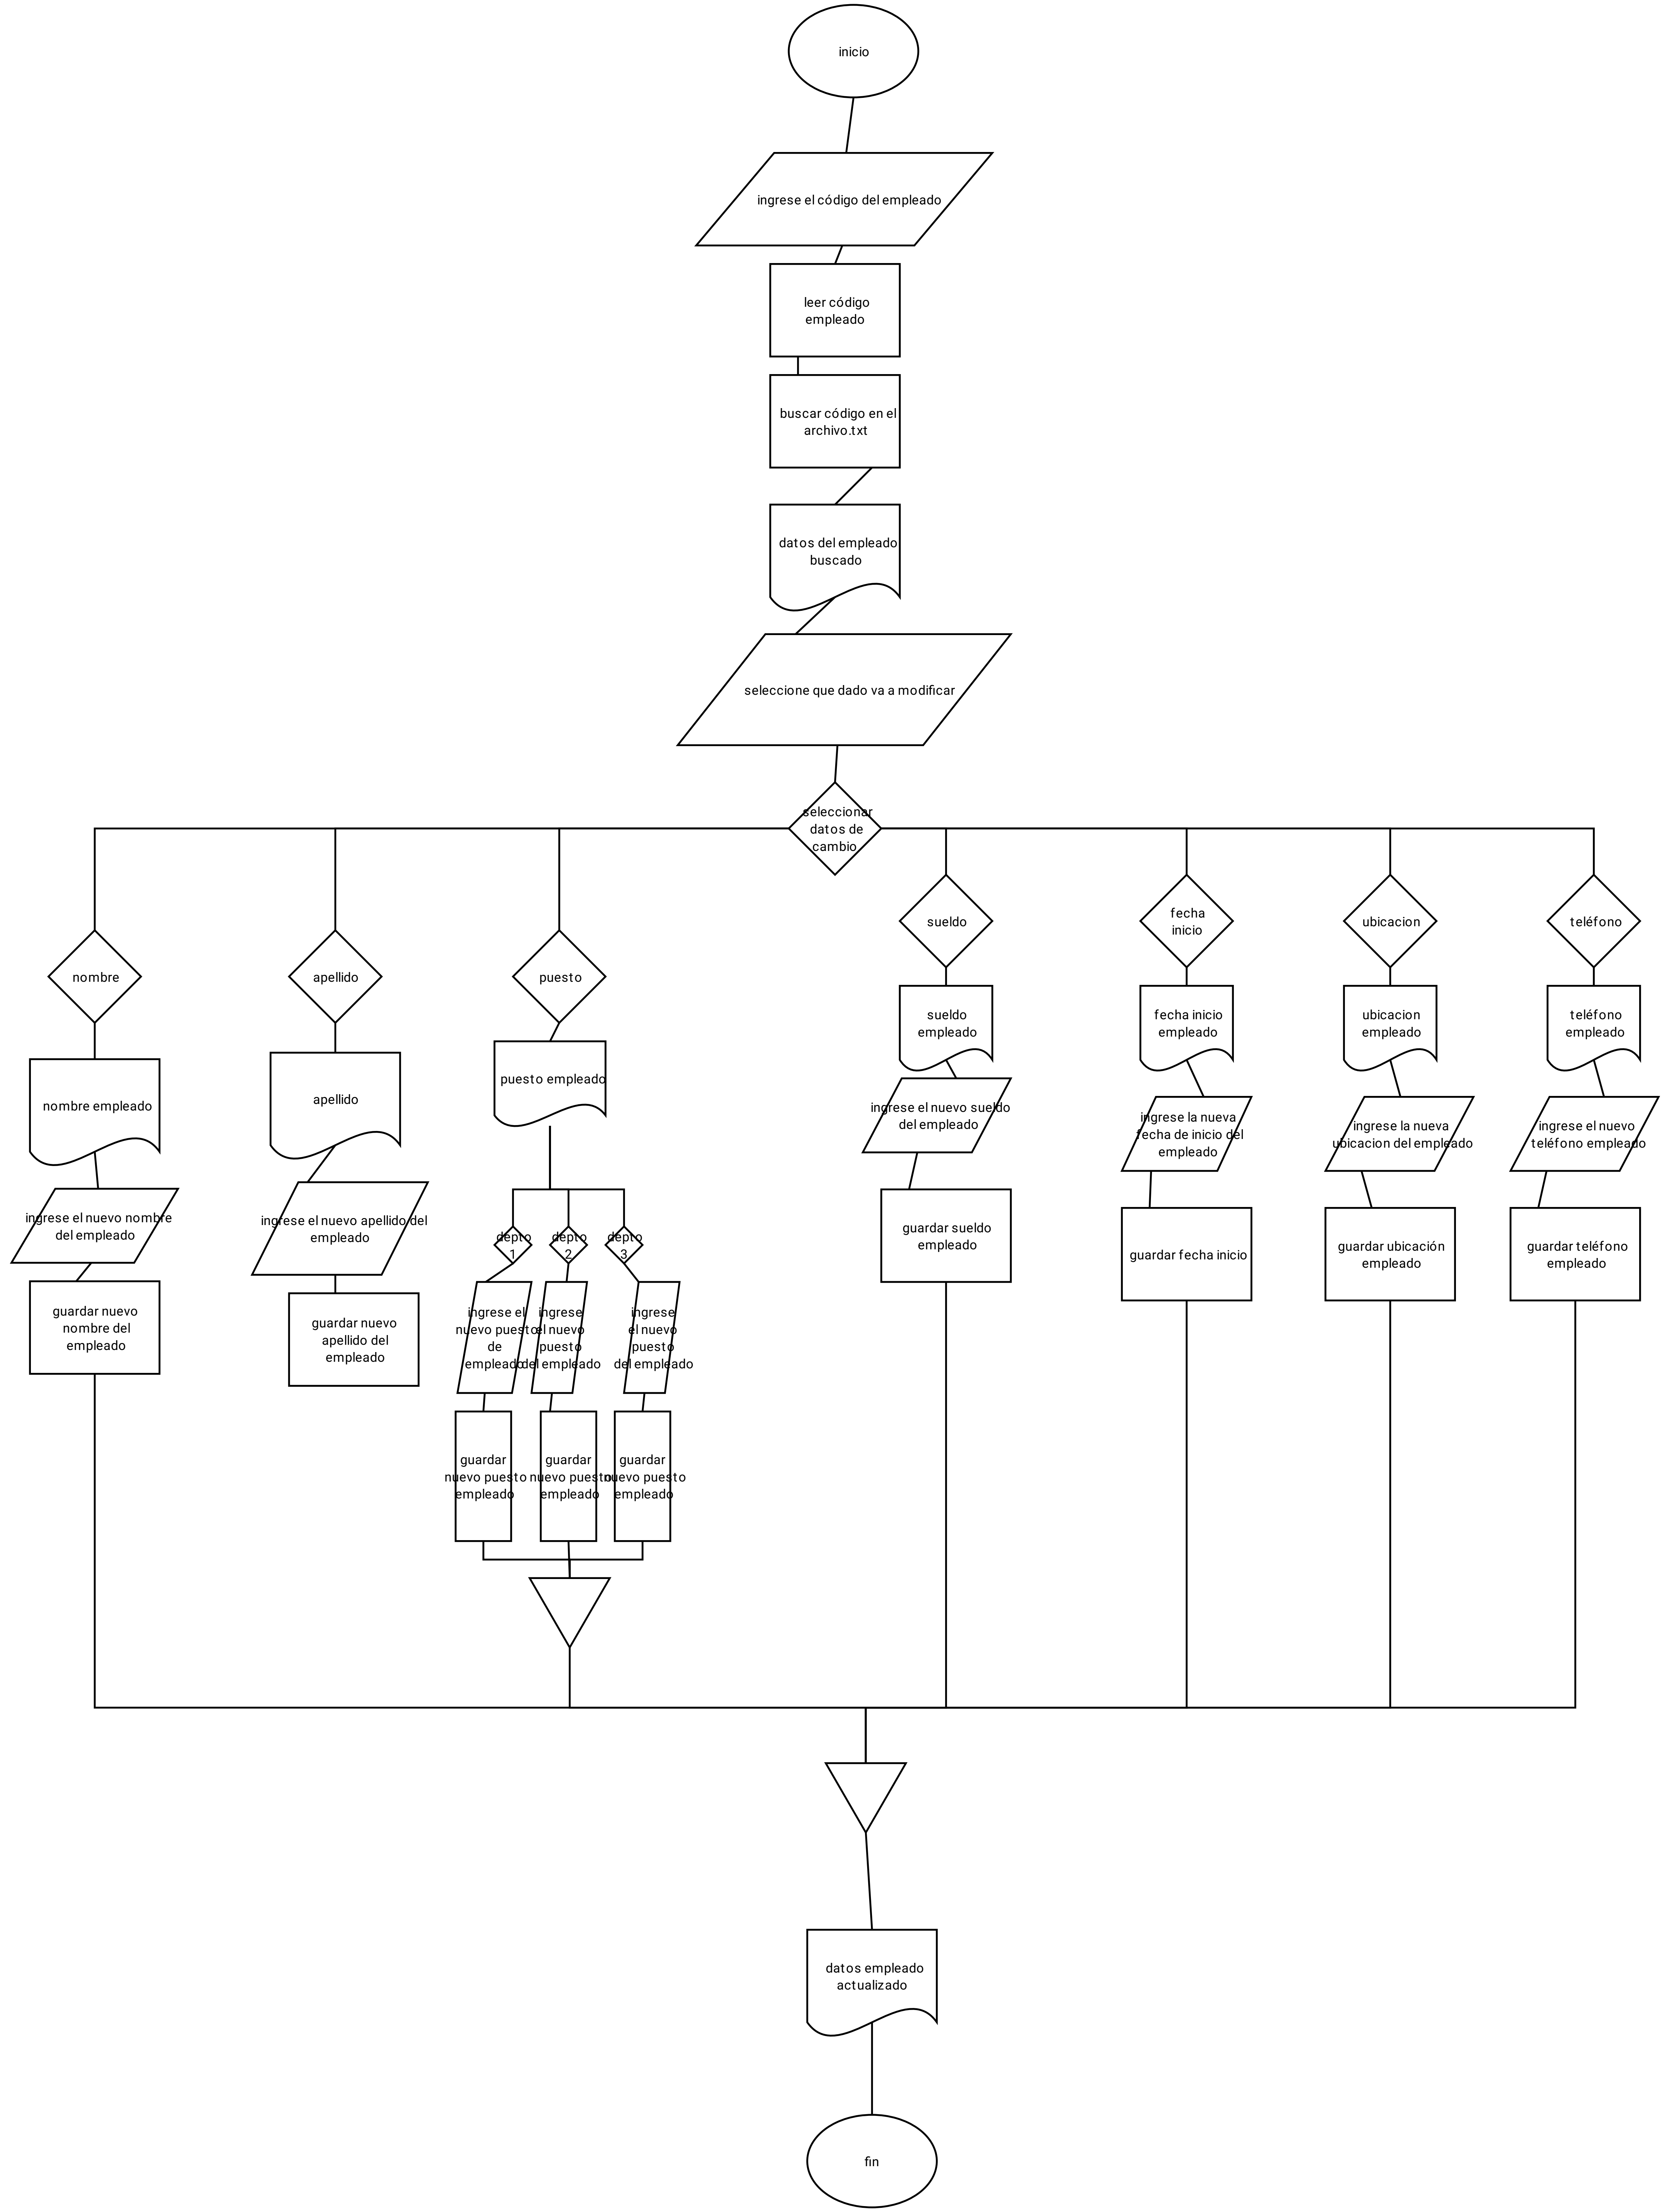 inicio
ingrese el código del empleado
leer código
empleado
buscar código en el
archivo.txt
datos del empleado
buscado
seleccione que dado va a modificar
seleccionar
datos de
cambio
nombre
apellido
puesto
sueldo
fecha
inicio
ubicacion
teléfono
nombre empleado
apellido
puesto empleado
sueldo
empleado
fecha inicio
empleado
ubicacion
empleado
teléfono
empleado
ingrese el nuevo nombre
del empleado
ingrese el nuevo apellido del
empleado
depto
1
depto
2
depto
3
ingrese el nuevo sueldo
del empleado
ingrese la nueva
fecha de inicio del
empleado
ingrese la nueva
ubicacion del empleado
ingrese el nuevo
teléfono empleado
guardar nuevo
nombre del
empleado
guardar nuevo
apellido del
empleado
ingrese el
nuevo puesto
de
empleado
ingrese
el nuevo
puesto
del empleado
ingrese
el nuevo
puesto
del empleado
guardar sueldo
empleado
guardar fecha inicio
guardar ubicación
empleado
guardar teléfono
empleado
guardar
nuevo puesto
empleado
guardar
nuevo puesto
empleado
guardar
nuevo puesto
empleado
datos empleado
actualizado
fin